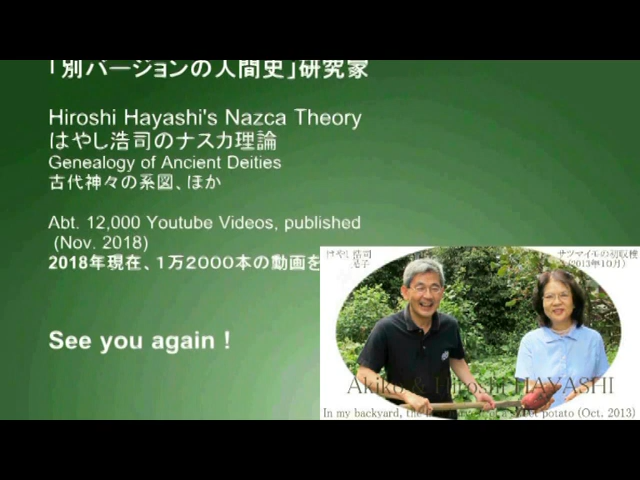 「別バージョンの人間史」研究家
Hiroshi Hayashi's Nazca Theory
はやし浩司のナスカ理論
Genealogy of Ancient Deities
古代神々の系図、ほか
Abt. 12,000 Youtube Videos, published
(Nov. 2018)
2018年現在、1万2000本の動画を
See you again !
はやし浩司
晃子
サツマイモの初収穫
(2013年10月)
Akiko & Hiroshi HAYASHI
In my backyard, the potato (Oct. 2013)